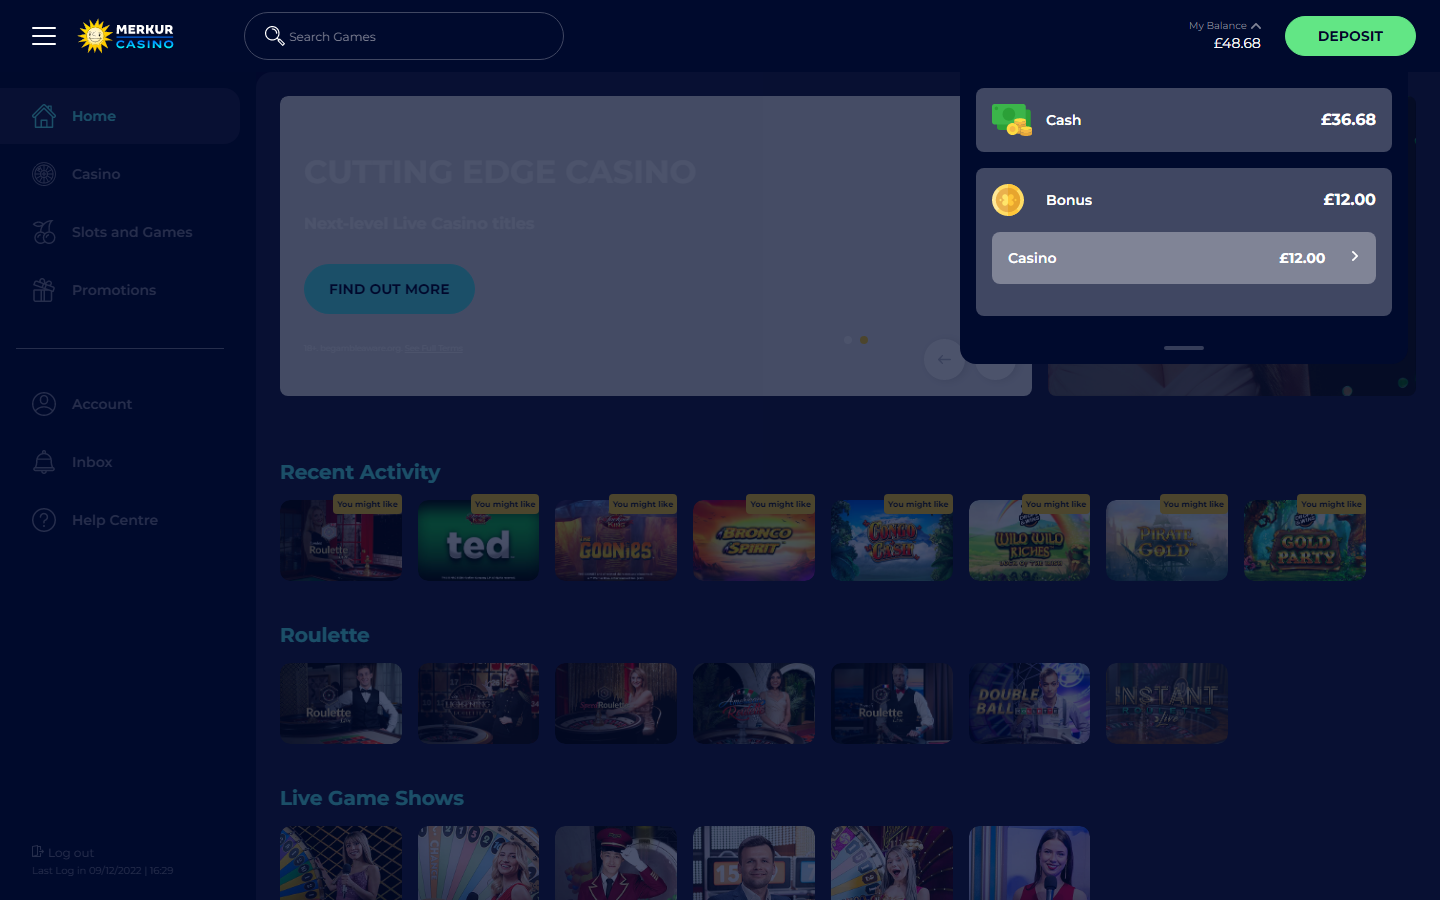 MERKUR
CASINO
Search Games
My Balance
£48.68
DEPOSIT
Home
Casino
Slots and Games
Promotions
Account
Inbox
Help Centre
Log out
Last Log in 09/12/2022 | 16:29
CUTTING EDGE CASINO
Next-level Live Casino titles
FIND OUT MORE
Cash
£36.68
Bonus
£12.00
Casino
£12.00
Recent Activity
You might like
You might like
You might like
You might like
You might like
You might like
You might like
You might like
Roulette
ted
GOONIES
BRONCO
SPIRIT
CONGO
CASH
WILD WILD
RICHES
GOLD
GOLD
PARTY
Roulette
Roulette
Roulette
Roulette
DOUBLE
BALL
INSTANT
Live Game Shows